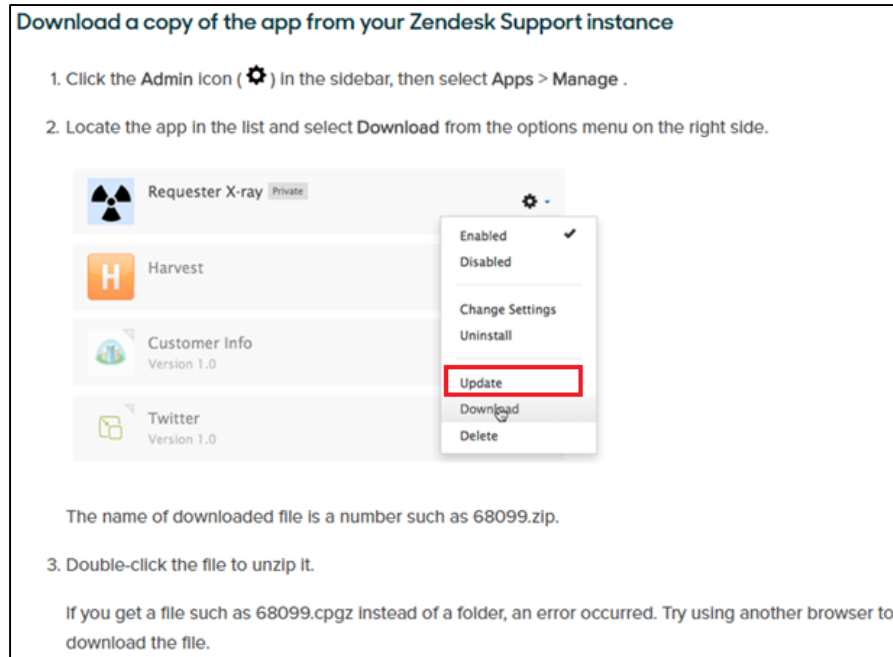 Download a copy of the app from your Zendesk Support instance
1. Click the Admin icon ( ) in the sidebar, then select Apps > Manage .
2. Locate the app in the list and select Download from the options menu on the right side.
Requester X-ray Private
Enabled
Disabled
H Harvest
Change Settings
Uninstall
Customer Info
Version 1.0
Update
Download
Twitter
Version 1.0
Delete
The name of downloaded file is a number such as 68099.zip.
3. Double-click the file to unzip it.
If you get a file such as 68099.cpgz instead of a folder, an error occurred. Try using another browser to
download the file.